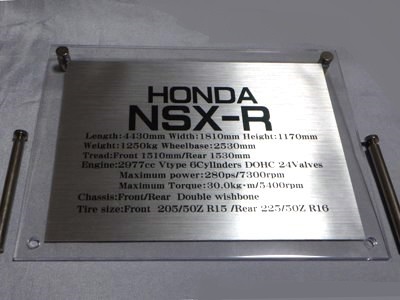 HONDA
NSX-R
Length:4430mm Width:1810mm Height:1170mm
Weight:1250kg Wheelbase:2530mm
Tread:Front 1510mm/Rear 1530mm
Engine:2977cc Vtype 6Cylinders DOHC 24Valves
Maximum power:280ps/7300rpm
Maximum Torque:30.0kg·m/5400rpm
Chassis:Front/Rear Double wishbone
Tire size:Front 205/50Z R15 /Rear 225/50Z R16